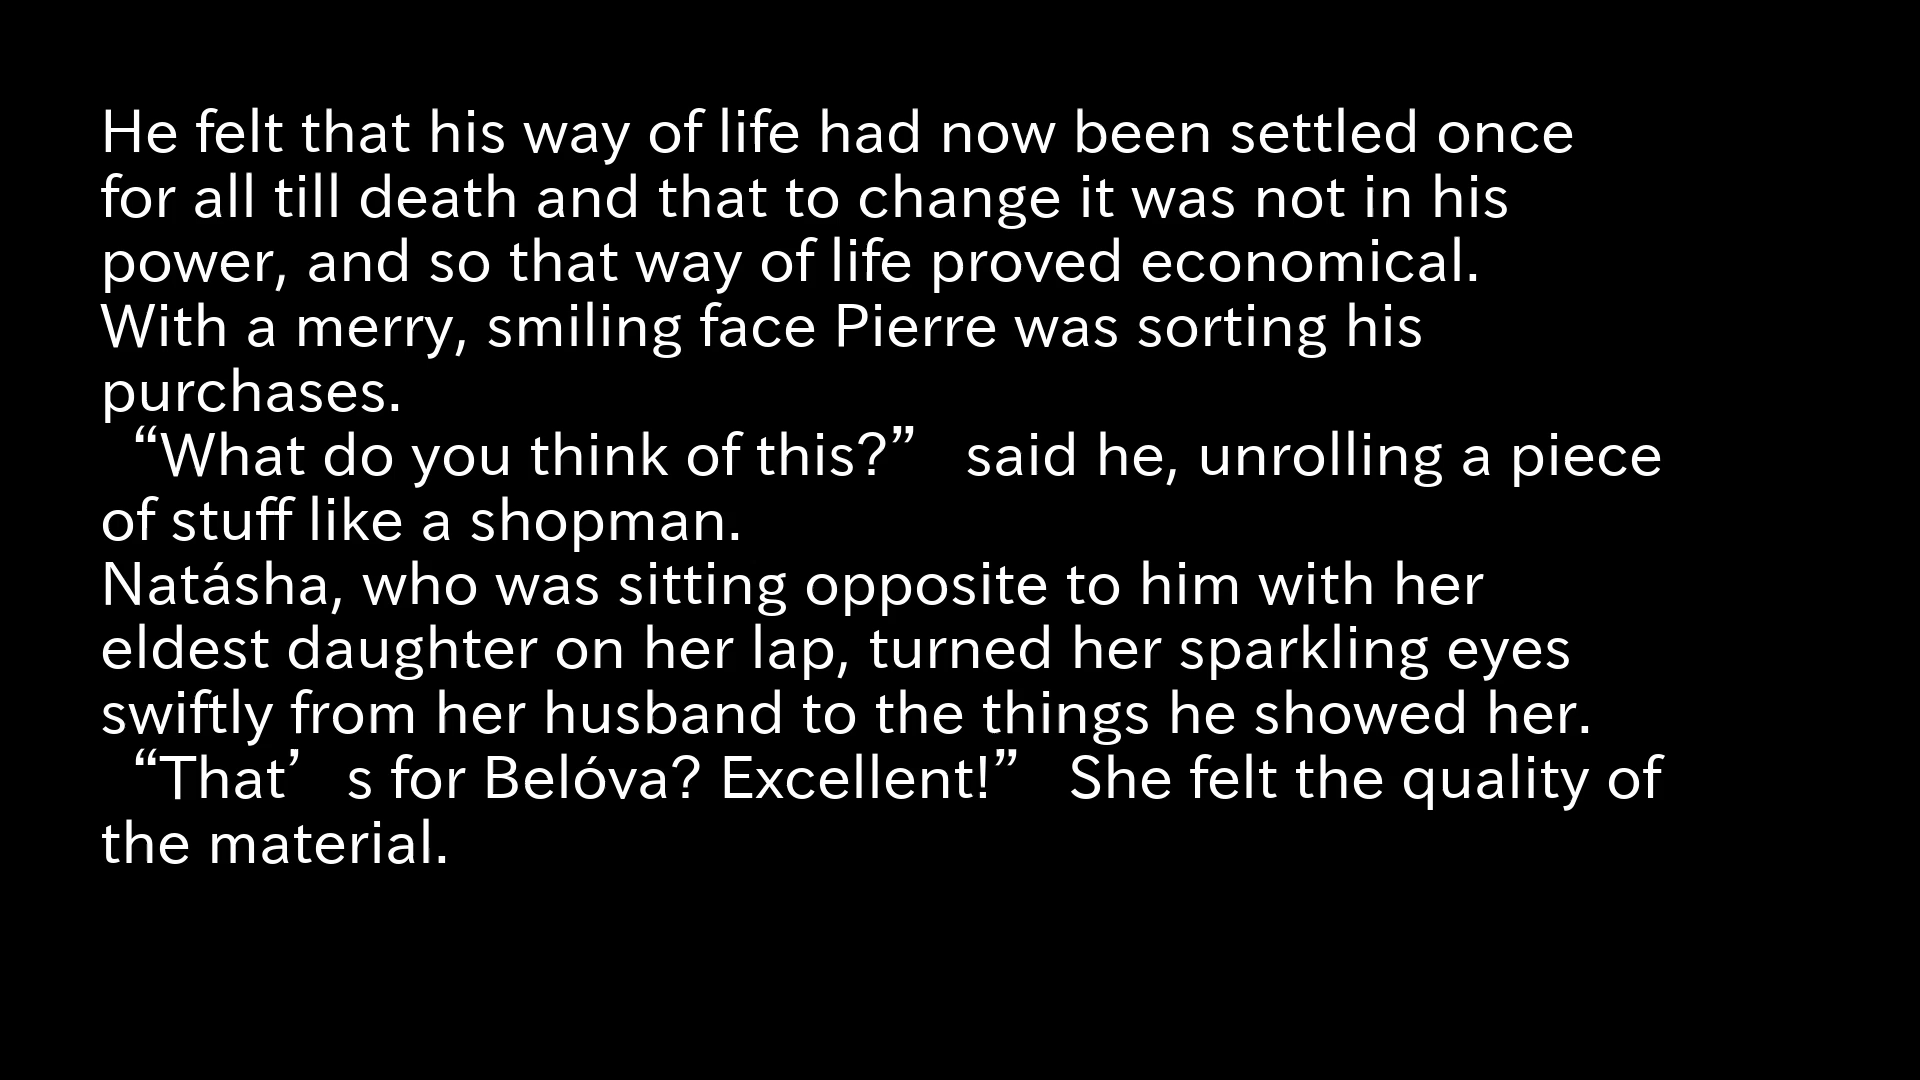 He felt that his way of life had now been settled once
for all till death and that to change it was not in his
power, and so that way of life proved economical.
With a merry, smiling face Pierre was sorting his
purchases.
“What do you think of this?” said he, unrolling a piece
of stuff like a shopman.
Natásha, who was sitting opposite to him with her
eldest daughter on her lap, turned her sparkling eyes
swiftly from her husband to the things he showed her.
“That’s for Belóva? Excellent!” She felt the quality of
the material.